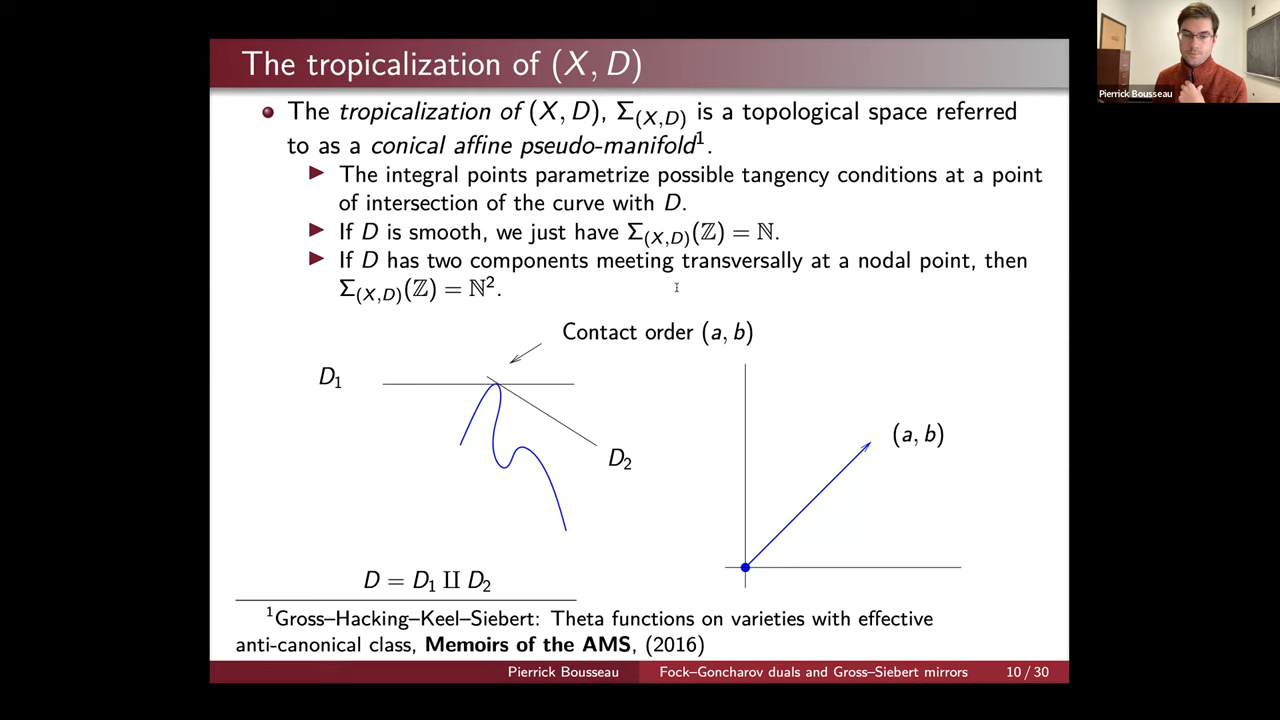 The tropicalization of (X, D)
The tropicalization of (X, D), Σ(X,D) is a topological space referred
to as a conical affine pseudo-manifold¹.
The integral points parametrize possible tangency conditions at a point
of intersection of the curve with D.
If D is smooth, we just have Σ(X,D)(ℤ) = ℕ.
If D has two components meeting transversally at a nodal point, then
Σ(X,D)(ℤ) = ℕ².
Contact order (a, b)
D₁
D₂
(a, b)
D = D₁ ∐ D₂
¹Gross–Hacking–Keel–Siebert: Theta functions on varieties with effective
anti-canonical class, Memoirs of the AMS, (2016)
Pierrick Bousseau Fock–Goncharov duals and Gross–Siebert mirrors 10 / 30
Pierrick Bousseau